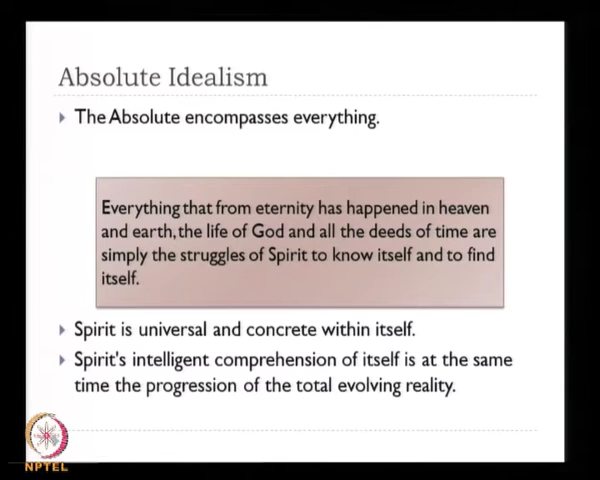 Absolute Idealism
The Absolute encompasses everything.
Everything that from eternity has happened in heaven
and earth, the life of God and all the deeds of time are
simply the struggles of Spirit to know itself and to find
itself.
Spirit is universal and concrete within itself.
Spirit's intelligent comprehension of itself is at the same
time the progression of the total evolving reality.
NPTEL